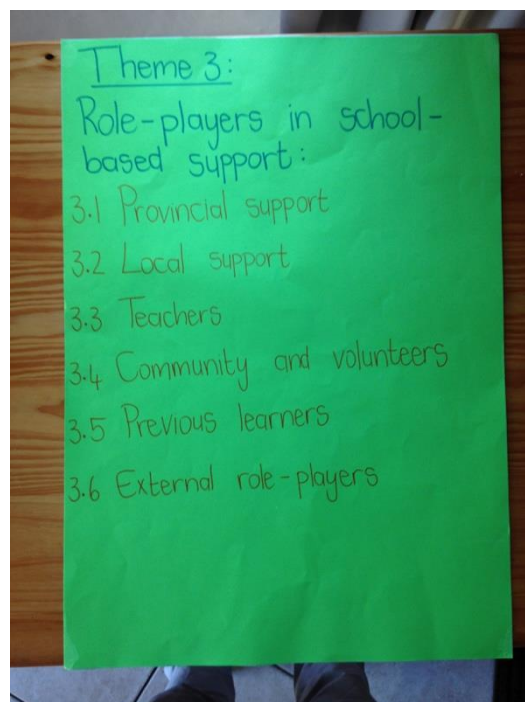 Theme 3:
Role-players in school-
based support:
3.1 Provincial support
3.2 Local support
3.3 Teachers
3.4 Community and volunteers
3.5 Previous learners
3.6 External role-players